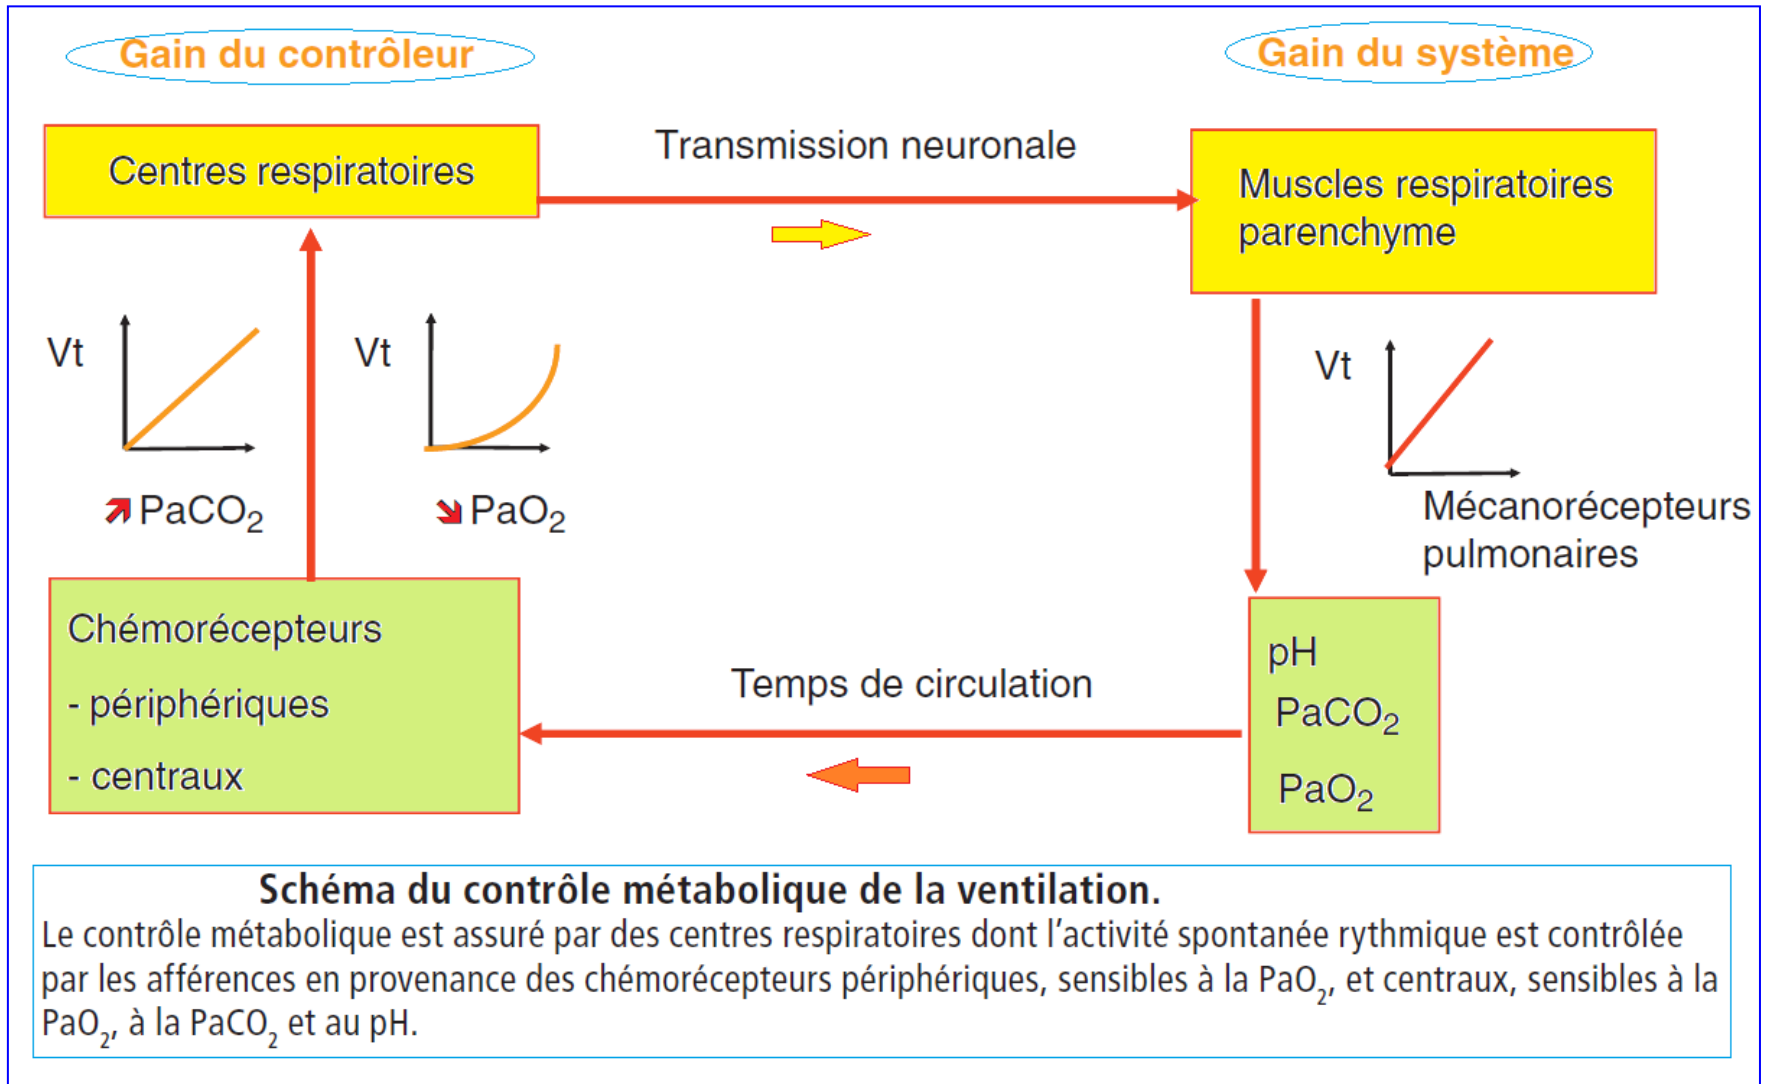 Gain du contrôleur
Gain du système
Centres respiratoires
Transmission neuronale
Muscles respiratoires
parenchyme
Vt
Vt
Vt
PaCO₂
PaO₂
Mécanorécepteurs
pulmonaires
Chémorécepteurs
- périphériques
- centraux
Temps de circulation
pH
PaCO₂
PaO₂
Schéma du contrôle métabolique de la ventilation.
Le contrôle métabolique est assuré par des centres respiratoires dont l’activité spontanée rythmique est contrôlée
par les afférences en provenance des chémorécepteurs périphériques, sensibles à la PaO₂, et centraux, sensibles à la
PaO₂, à la PaCO₂ et au pH.